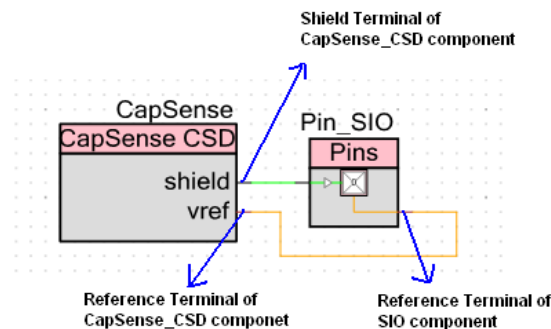 Shield Terminal of
CapSense_CSD component
CapSense
CapSense CSD
shield
vref
Pin_SIO
Pins
Reference Terminal of
CapSense_CSD componet
Reference Terminal of
SIO component